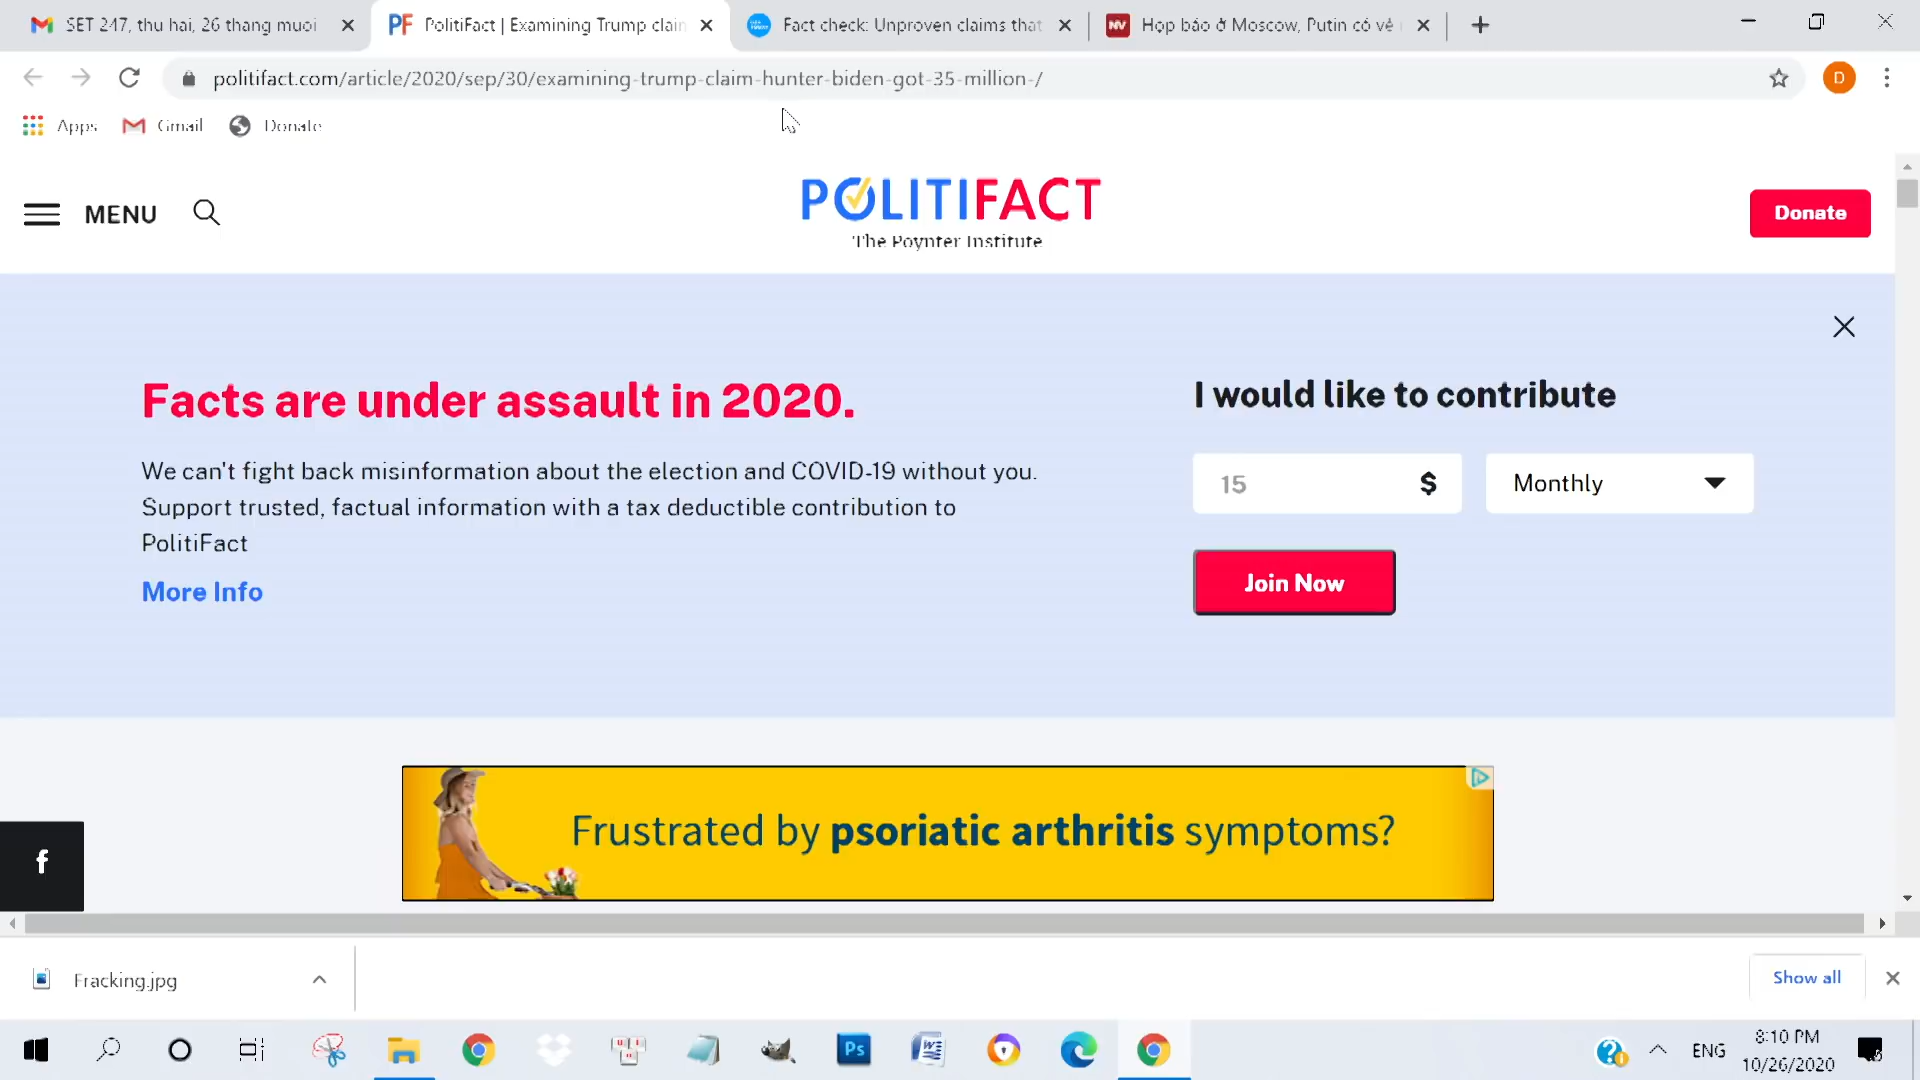 SET 247, thu hai, 26 thang muoi
PolitiFact | Examining Trump clain
Fact check: Unproven claims that
Họp báo ở Moscow, Putin có vẻ
politifact.com/article/2020/sep/30/examining-trump-claim-hunter-biden-got-35-million-/
D
Apps
Gmail
Donate
MENU
POLITIFACT
The Poynter Institute
Donate
Facts are under assault in 2020.
We can't fight back misinformation about the election and COVID-19 without you.
Support trusted, factual information with a tax deductible contribution to
PolitiFact
More Info
I would like to contribute
15 $
Monthly
Join Now
Frustrated by psoriatic arthritis symptoms?
f
Fracking.jpg
Show all
Ps
ENG
8:10 PM
10/26/2020